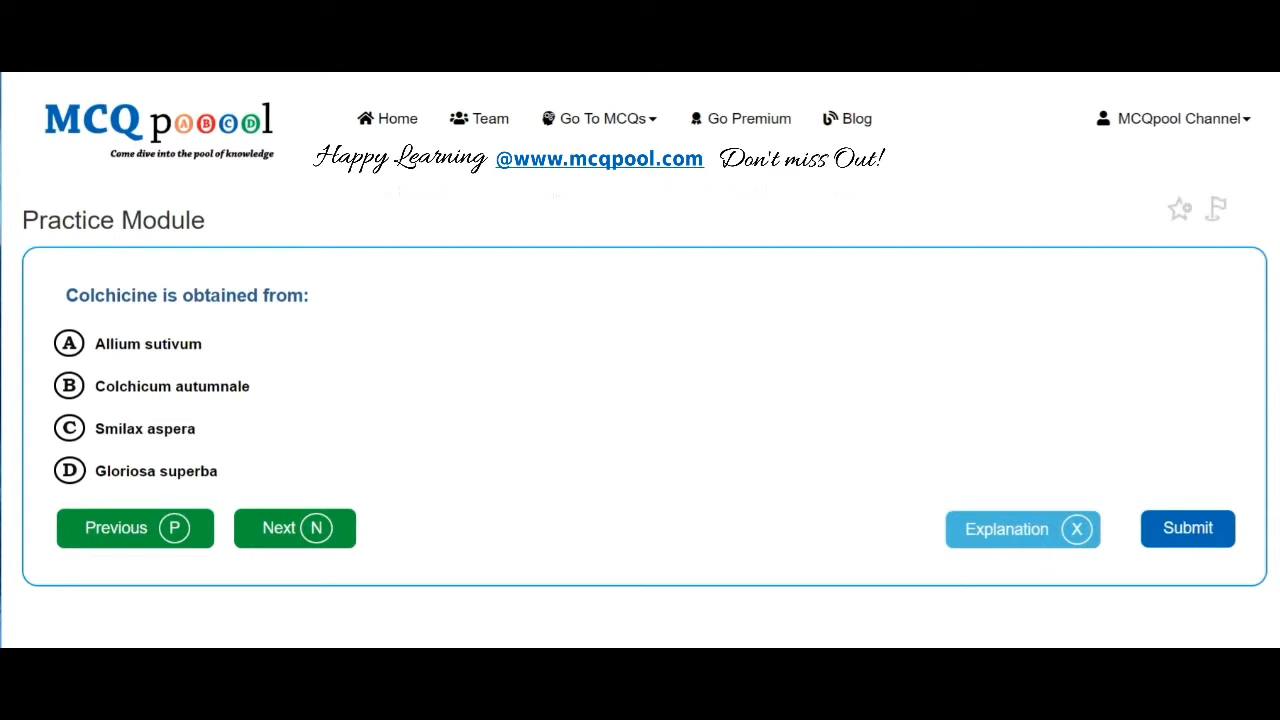 MCQ pooool
Come dive into the pool of knowledge
Home Team Go To MCQs Go Premium Blog MCQpool Channel
Happy Learning @www.mcqpool.com Don't miss Out!
Practice Module
Colchicine is obtained from:
A Allium sutivum
B Colchicum autumnale
C Smilax aspera
D Gloriosa superba
Previous P Next N Explanation X Submit